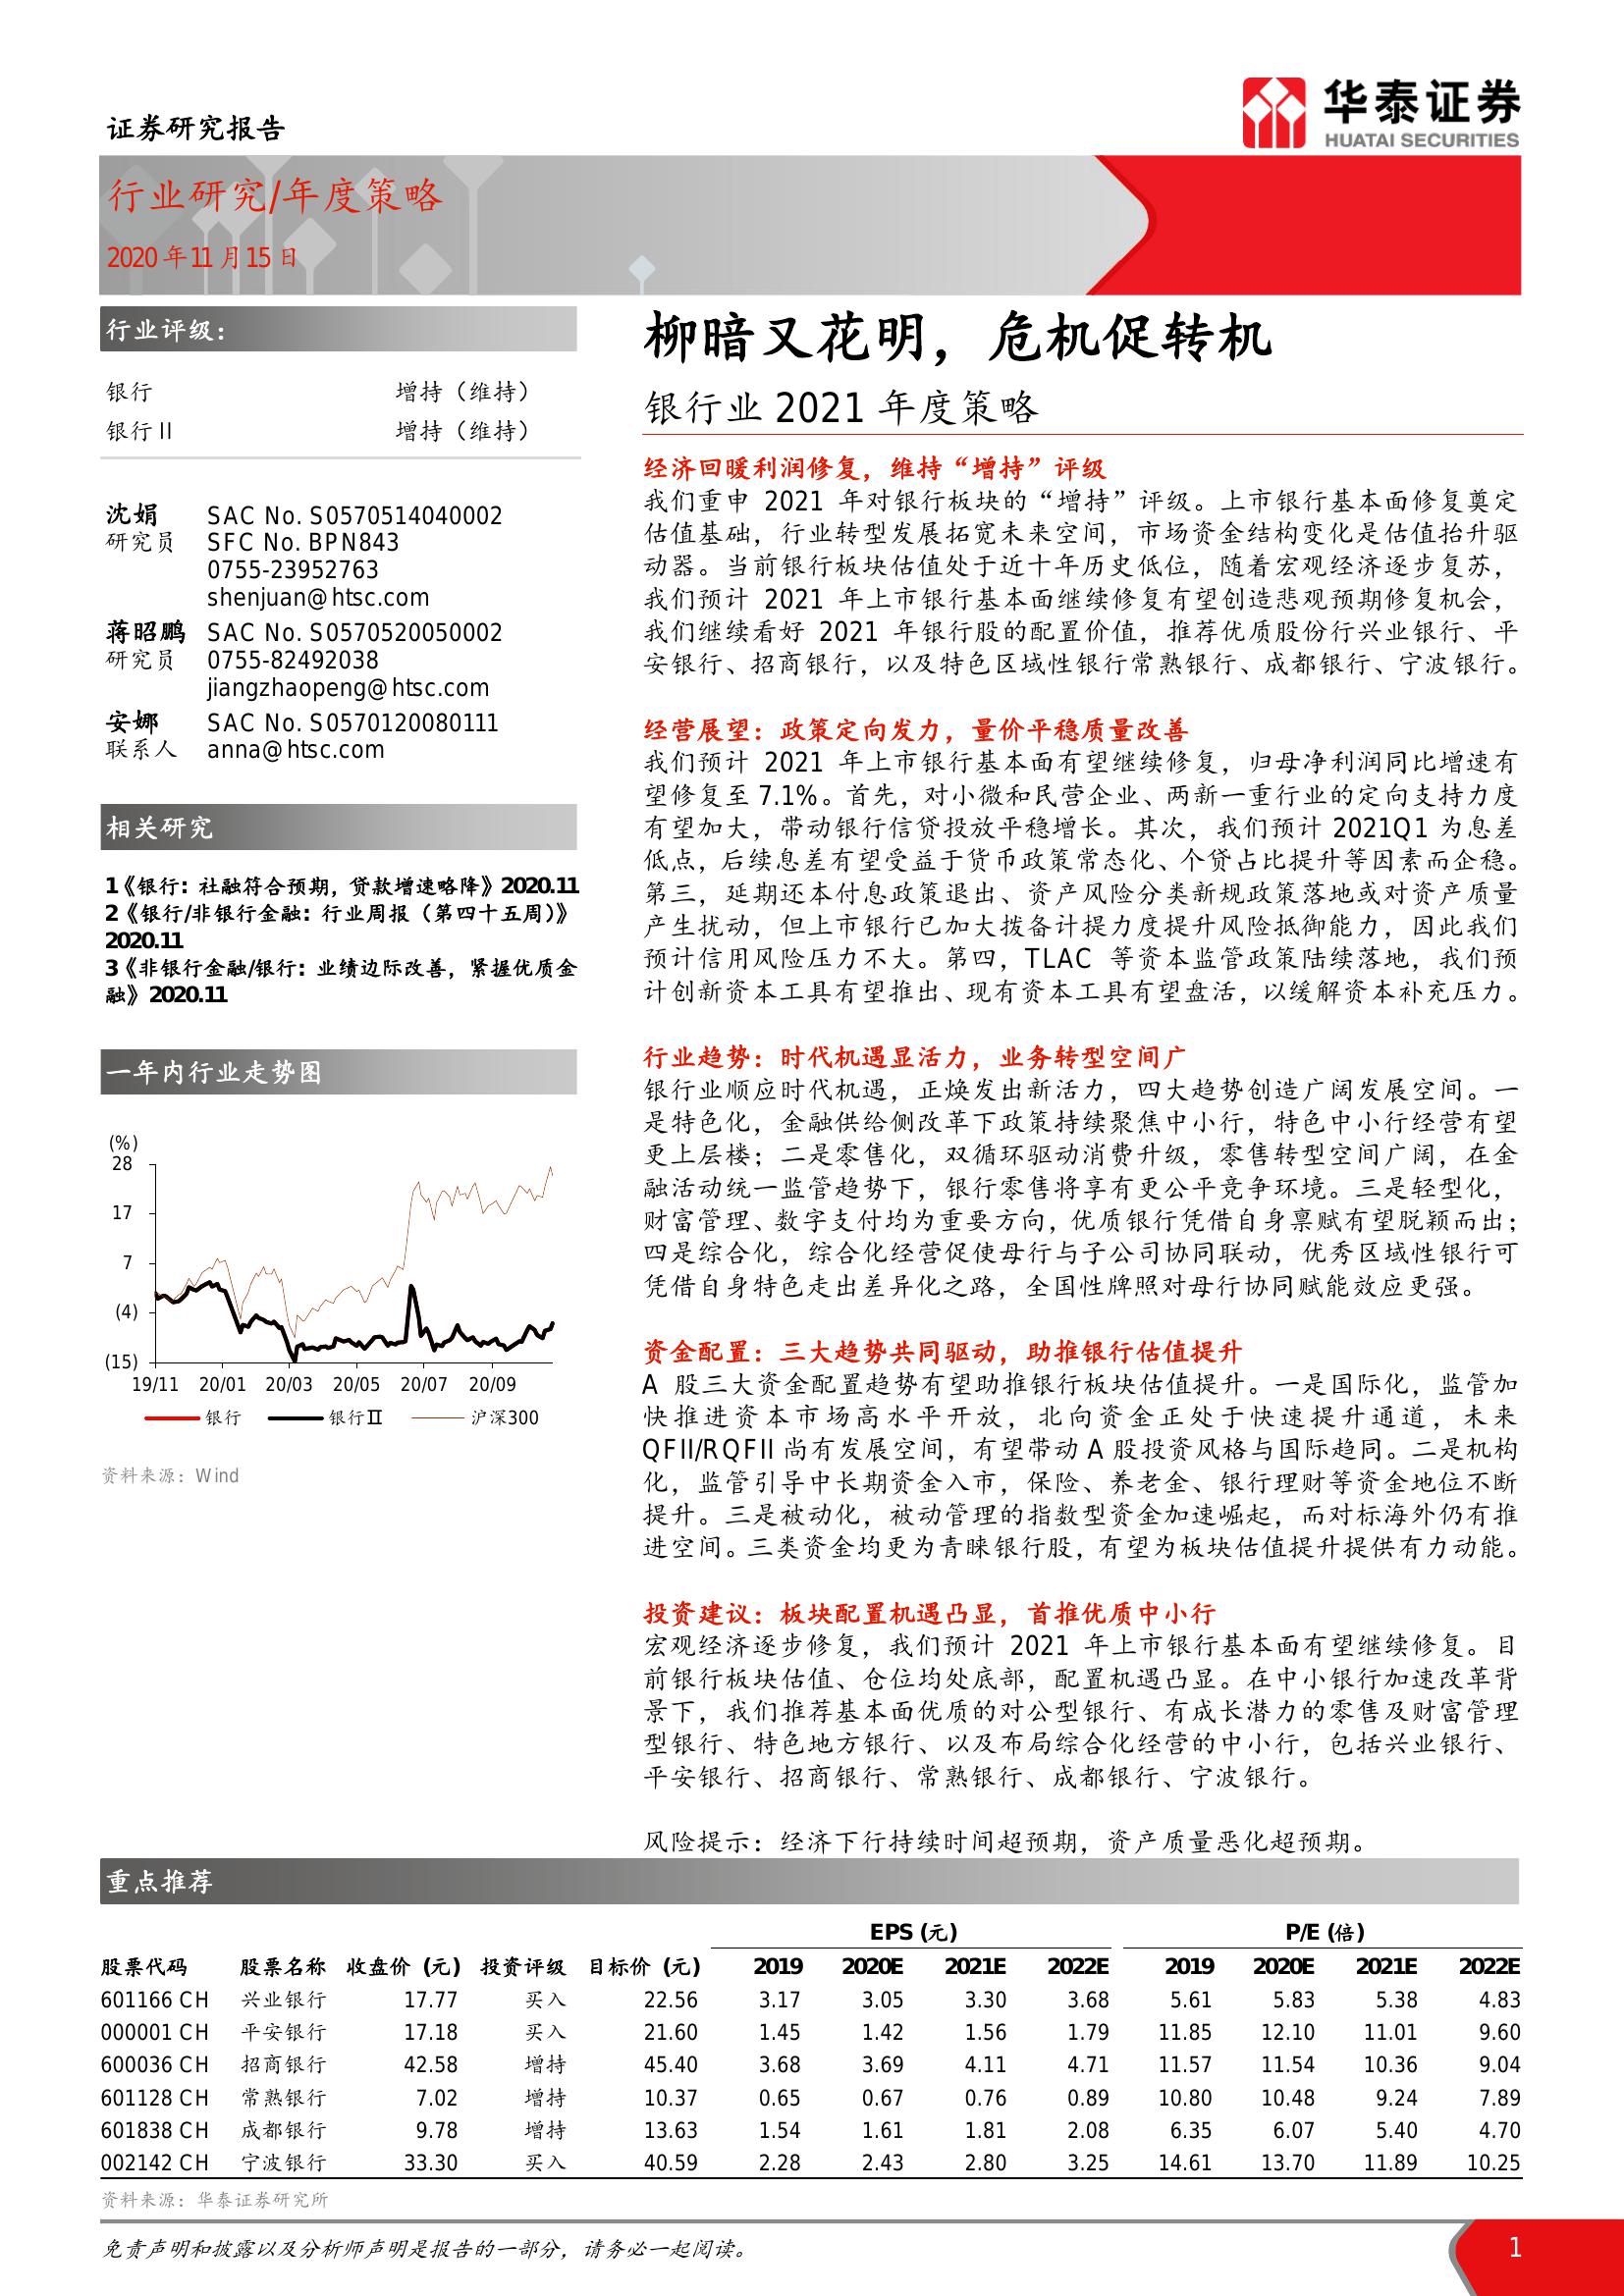 证券研究报告
华泰证券
HUATAI SECURITIES
行业研究/年度策略
2020 年 11 月 15 日
行业评级：
银行 增持（维持）
银行 II 增持（维持）
沈娟 SAC No. S0570514040002
研究员 SFC No. BPN843
0755-23952763
shenjuan@htsc.com
蒋昭鹏 SAC No. S0570520050002
研究员 0755-82492038
jiangzhaopeng@htsc.com
安娜 SAC No. S0570120080111
联系人 anna@htsc.com
相关研究
1《银行：社融符合预期，贷款增速略降》2020.11
2《银行/非银行金融：行业周报（第四十五周）》
2020.11
3《非银行金融/银行：业绩边际改善，紧握优质金
融》2020.11
一年内行业走势图
(%)
28
17
7
(4)
(15)
19/11 20/01 20/03 20/05 20/07 20/09
银行 银行Ⅱ 沪深300
资料来源：Wind
柳暗又花明，危机促转机
银行业 2021 年度策略
经济回暖利润修复，维持“增持”评级
我们重申 2021 年对银行板块的“增持”评级。上市银行基本面修复奠定
估值基础，行业转型发展拓宽未来空间，市场资金结构变化是估值抬升驱
动器。当前银行板块估值处于近十年历史低位，随着宏观经济逐步复苏，
我们预计 2021 年上市银行基本面继续修复有望创造悲观预期修复机会，
我们继续看好 2021 年银行股的配置价值，推荐优质股份行兴业银行、平
安银行、招商银行，以及特色区域性银行常熟银行、成都银行、宁波银行。
经营展望：政策定向发力，量价平稳质量改善
我们预计 2021 年上市银行基本面有望继续修复，归母净利润同比增速有
望修复至 7.1%。首先，对小微和民营企业、两新一重行业的定向支持力度
有望加大，带动银行信贷投放平稳增长。其次，我们预计 2021Q1 为息差
低点，后续息差有望受益于货币政策常态化、个贷占比提升等因素而企稳。
第三，延期还本付息政策退出、资产风险分类新规政策落地或对资产质量
产生扰动，但上市银行已加大拨备计提力度提升风险抵御能力，因此我们
预计信用风险压力不大。第四，TLAC 等资本监管政策陆续落地，我们预
计创新资本工具有望推出、现有资本工具有望盘活，以缓解资本补充压力。
行业趋势：时代机遇显活力，业务转型空间广
银行业顺应时代机遇，正焕发出新活力，四大趋势创造广阔发展空间。一
是特色化，金融供给侧改革下政策持续聚焦中小行，特色中小行经营有望
更上层楼；二是零售化，双循环驱动消费升级，零售转型空间广阔，在金
融活动统一监管趋势下，银行零售将享有更公平竞争环境。三是轻型化，
财富管理、数字支付均为重要方向，优质银行凭借自身禀赋有望脱颖而出；
四是综合化，综合化经营促使母行与子公司协同联动，优秀区域性银行可
凭借自身特色走出差异化之路，全国性牌照对母行协同赋能效应更强。
资金配置：三大趋势共同驱动，助推银行估值提升
A 股三大资金配置趋势有望助推银行板块估值提升。一是国际化，监管加
快推进资本市场高水平开放，北向资金正处于快速提升通道，未来
QFII/RQFII 尚有发展空间，有望带动 A 股投资风格与国际趋同。二是机构
化，监管引导中长期资金入市，保险、养老金、银行理财等资金地位不断
提升。三是被动化，被动管理的指数型资金加速崛起，而对标海外仍有推
进空间。三类资金均更为青睐银行股，有望为板块估值提升提供有力动能。
投资建议：板块配置机遇凸显，首推优质中小行
宏观经济逐步修复，我们预计 2021 年上市银行基本面有望继续修复。目
前银行板块估值、仓位均处底部，配置机遇凸显。在中小银行加速改革背
景下，我们推荐基本面优质的对公型银行、有成长潜力的零售及财富管理
型银行、特色地方银行、以及布局综合化经营的中小行，包括兴业银行、
平安银行、招商银行、常熟银行、成都银行、宁波银行。
风险提示：经济下行持续时间超预期，资产质量恶化超预期。
重点推荐
EPS (元) P/E (倍)
股票代码 股票名称 收盘价 (元) 投资评级 目标价 (元) 2019 2020E 2021E 2022E 2019 2020E 2021E 2022E
601166 CH 兴业银行 17.77 买入 22.56 3.17 3.05 3.30 3.68 5.61 5.83 5.38 4.83
000001 CH 平安银行 17.18 买入 21.60 1.45 1.42 1.56 1.79 11.85 12.10 11.01 9.60
600036 CH 招商银行 42.58 增持 45.40 3.68 3.69 4.11 4.71 11.57 11.54 10.36 9.04
601128 CH 常熟银行 7.02 增持 10.37 0.65 0.67 0.76 0.89 10.80 10.48 9.24 7.89
601838 CH 成都银行 9.78 增持 13.63 1.54 1.61 1.81 2.08 6.35 6.07 5.40 4.70
002142 CH 宁波银行 33.30 买入 40.59 2.28 2.43 2.80 3.25 14.61 13.70 11.89 10.25
资料来源：华泰证券研究所
免责声明和披露以及分析师声明是报告的一部分，请务必一起阅读。
1